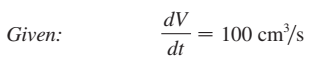 Given: dV/dt = 100 cm³/s